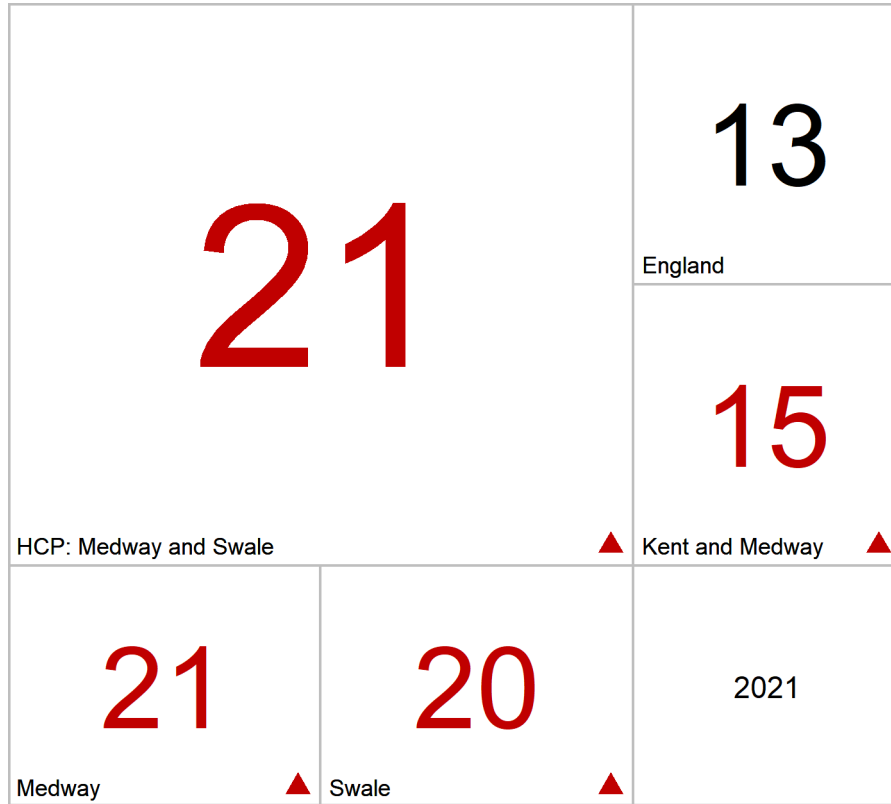 21
HCP: Medway and Swale
13
England
15
Kent and Medway
21
Medway
20
Swale
2021